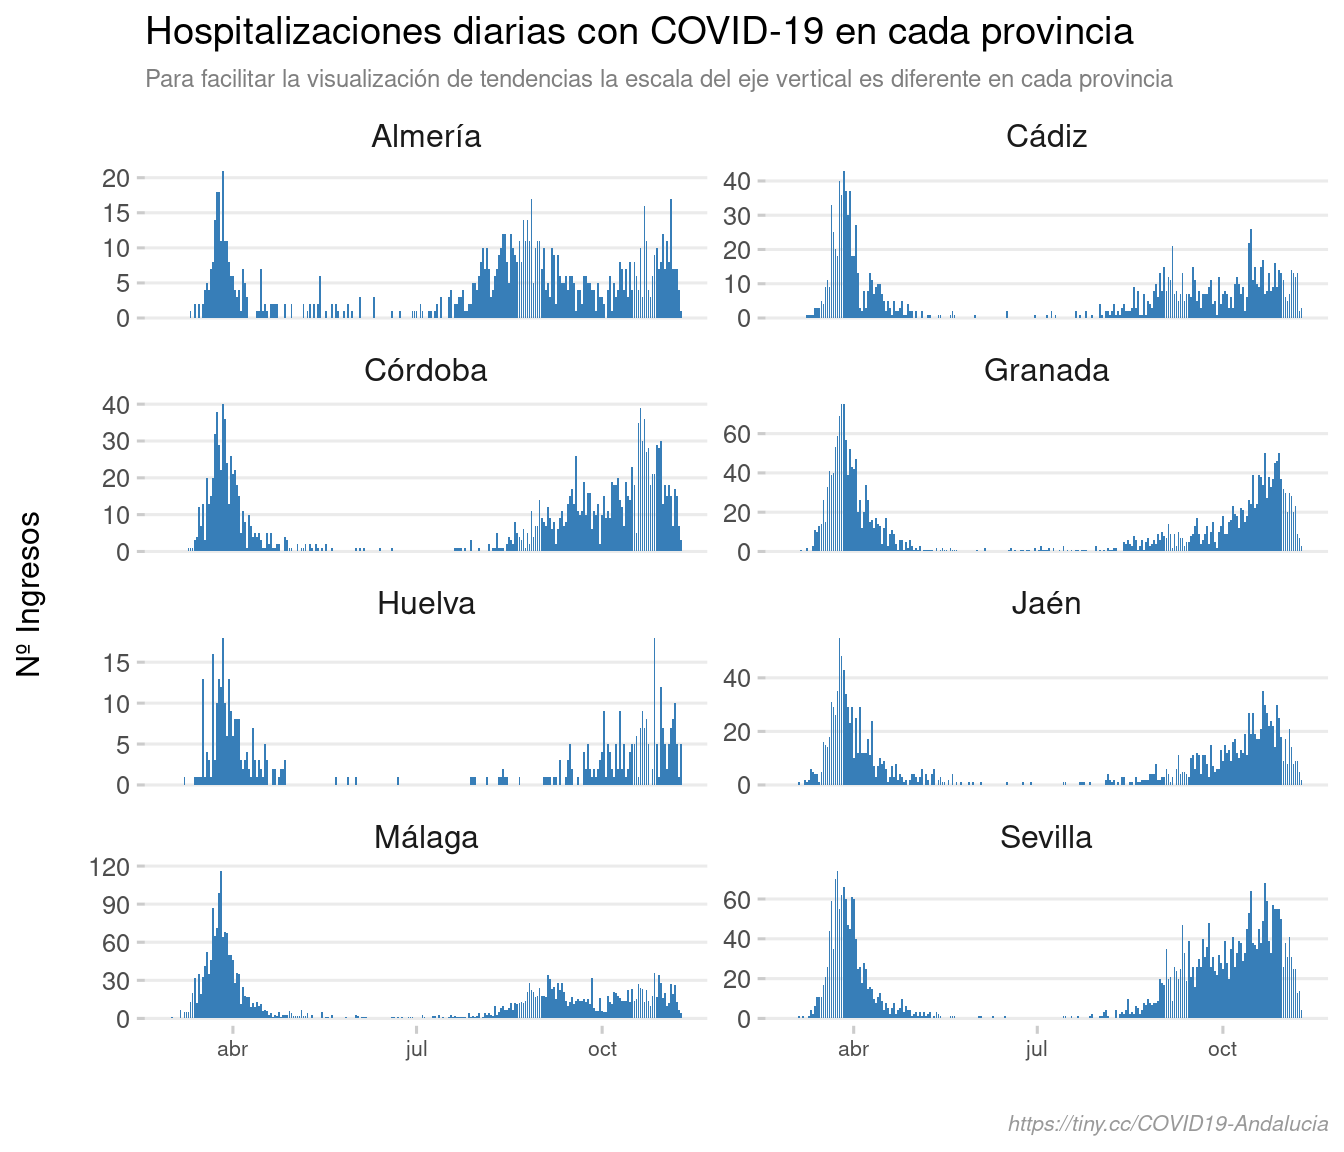 Hospitalizaciones diarias con COVID-19 en cada provincia
Para facilitar la visualización de tendencias la escala del eje vertical es diferente en cada provincia
Nº Ingresos
Almería
20
15
10
5
0
Cádiz
40
30
20
10
0
Córdoba
40
30
20
10
0
Granada
60
40
20
0
Huelva
15
10
5
0
Jaén
40
20
0
Málaga
120
90
60
30
0
abr jul oct
Sevilla
60
40
20
0
abr jul oct
https://tiny.cc/COVID19-Andalucia